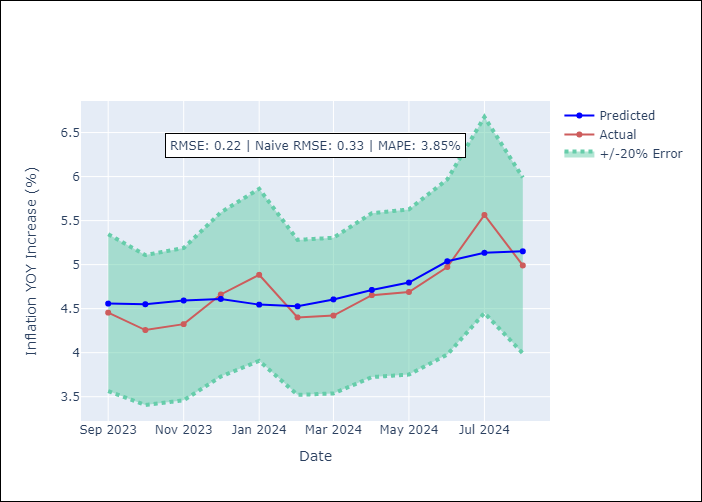 RMSE: 0.22 | Naive RMSE: 0.33 | MAPE: 3.85%
Predicted
Actual
+/-20% Error
Inflation YOY Increase (%)
6.5
6
5.5
5
4.5
4
3.5
Sep 2023
Nov 2023
Jan 2024
Mar 2024
May 2024
Jul 2024
Date